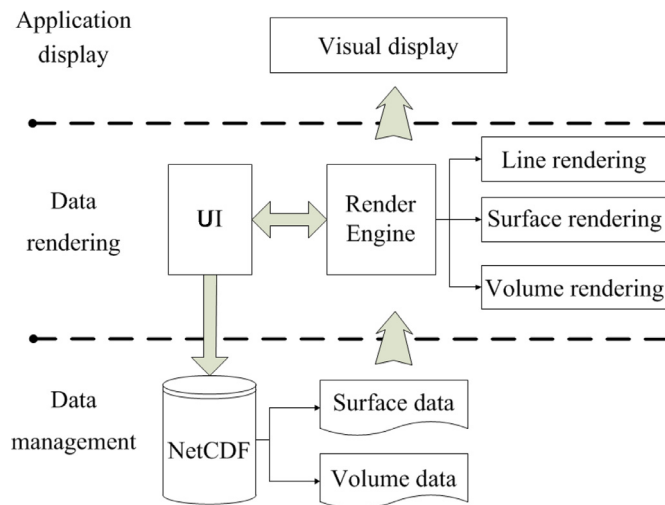 Application
display
Visual display
Data
rendering
UI
Render
Engine
Line rendering
Surface rendering
Volume rendering
Data
management
NetCDF
Surface data
Volume data